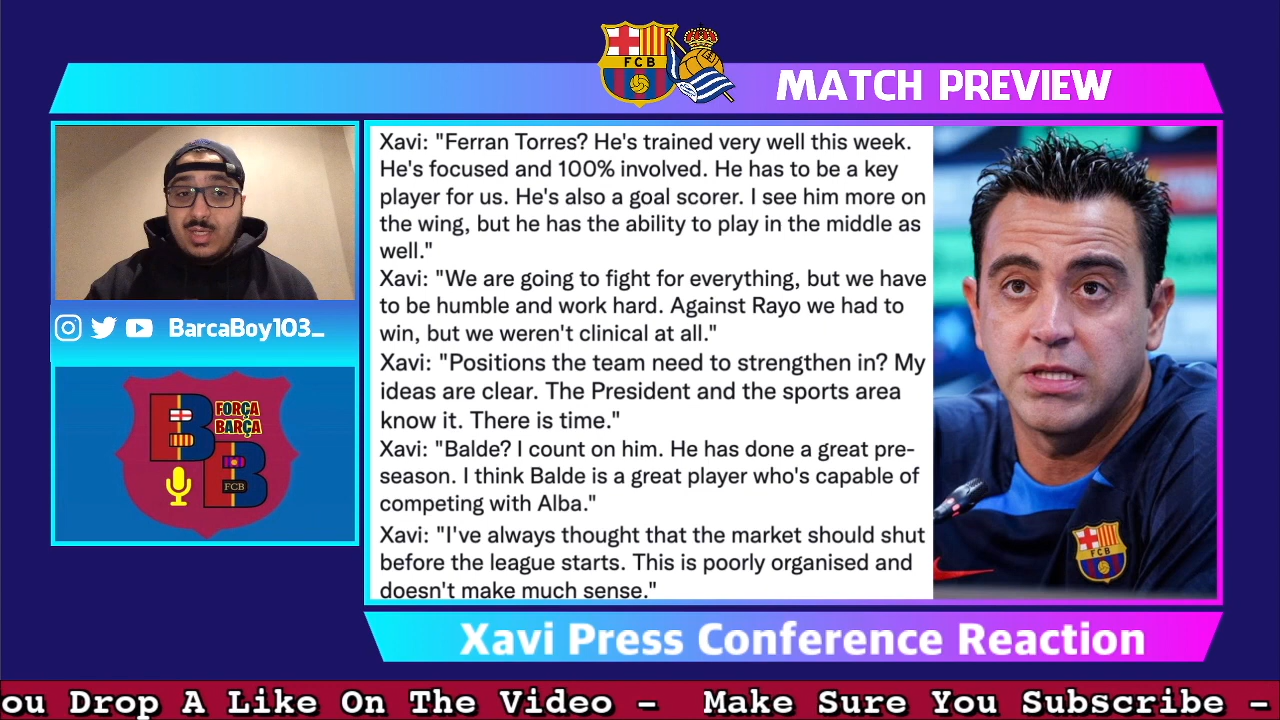 FCB
MATCH PREVIEW
Xavi: "Ferran Torres? He's trained very well this week.
He's focused and 100% involved. He has to be a key
player for us. He's also a goal scorer. I see him more on
the wing, but he has the ability to play in the middle as
well."
Xavi: "We are going to fight for everything, but we have
to be humble and work hard. Against Rayo we had to
win, but we weren't clinical at all."
Xavi: "Positions the team need to strengthen in? My
ideas are clear. The President and the sports area
know it. There is time."
Xavi: "Balde? I count on him. He has done a great pre-
season. I think Balde is a great player who's capable of
competing with Alba."
Xavi: "I've always thought that the market should shut
before the league starts. This is poorly organised and
doesn't make much sense."
BarcaBoy103_
B
FORÇA
BARÇA
B
FCB
FCB
Xavi Press Conference Reaction
ou Drop A Like On The Video - Make Sure You Subscribe -